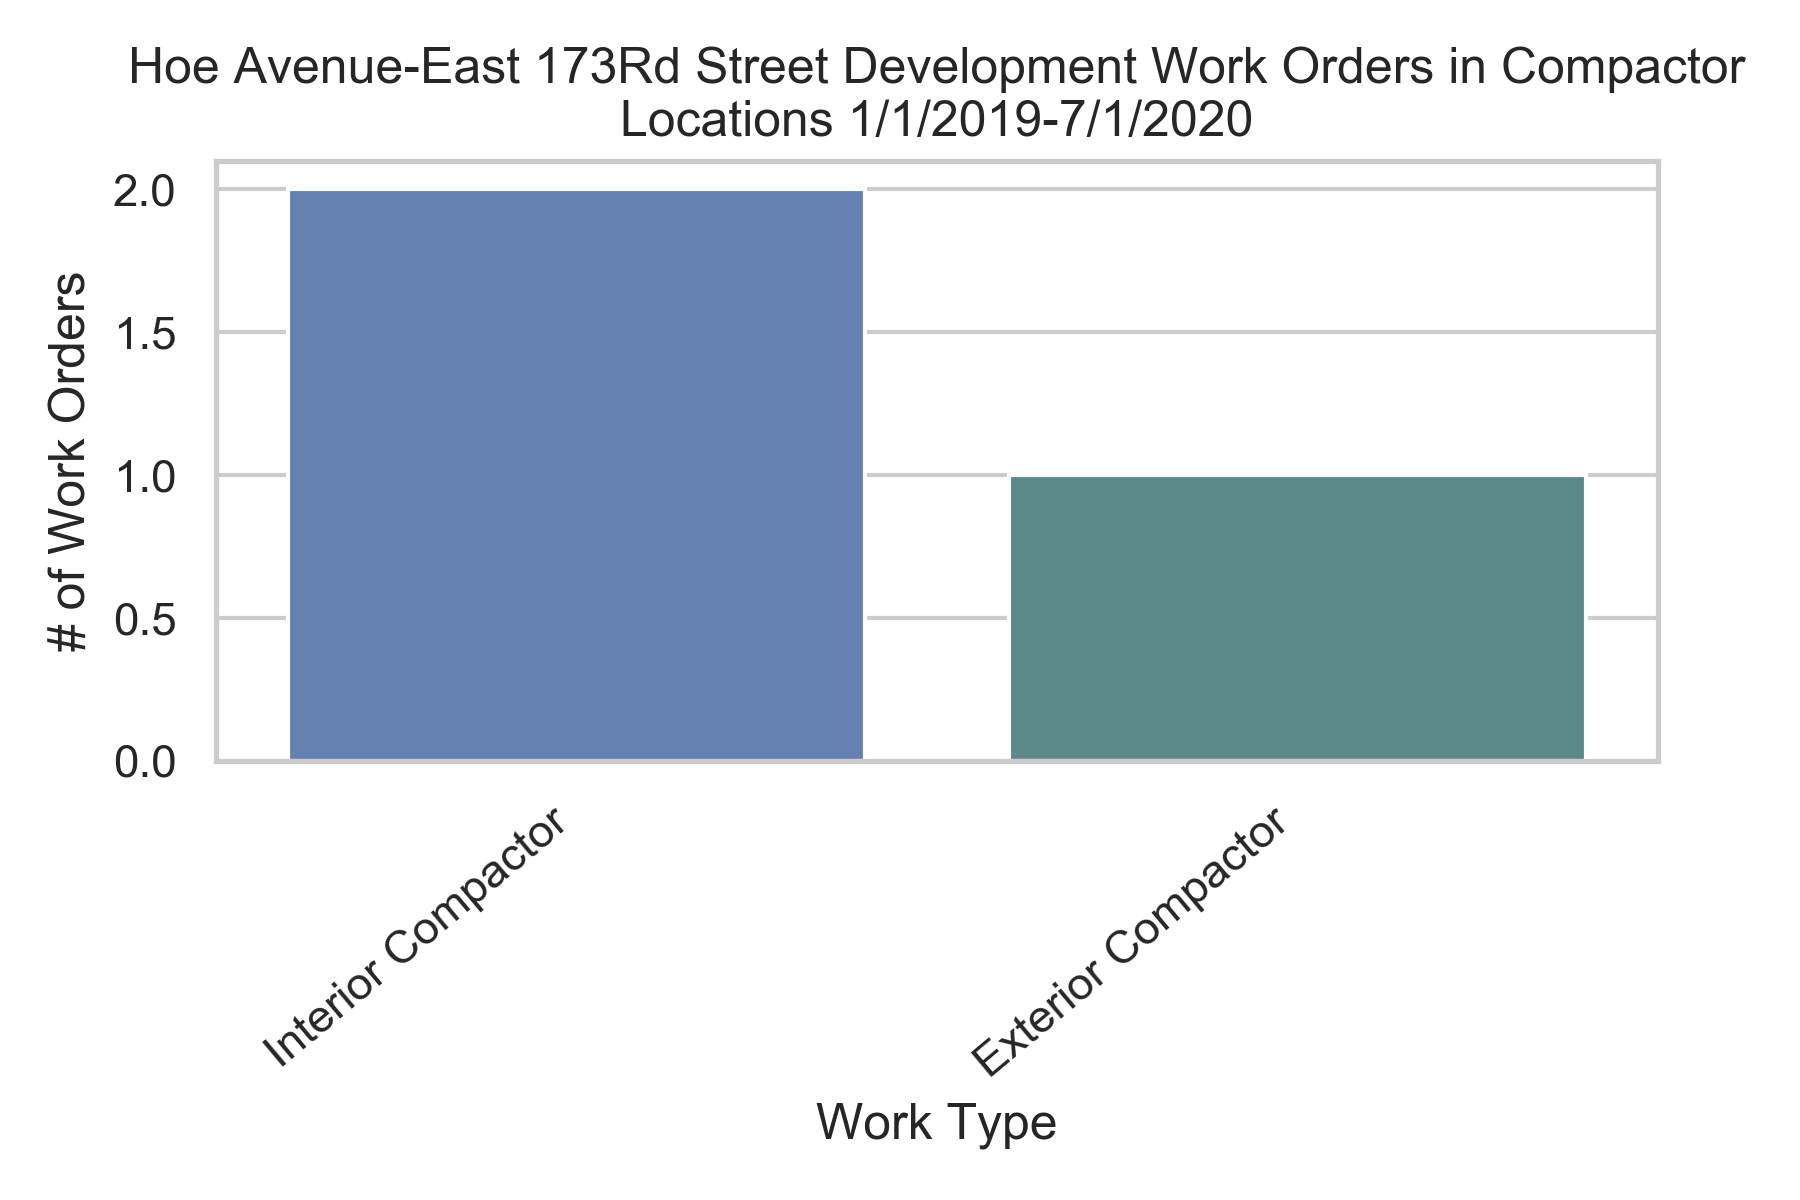 Hoe Avenue-East 173Rd Street Development Work Orders in Compactor
Locations 1/1/2019-7/1/2020
# of Work Orders
2.0
1.5
1.0
0.5
0.0
Interior Compactor
Exterior Compactor
Work Type